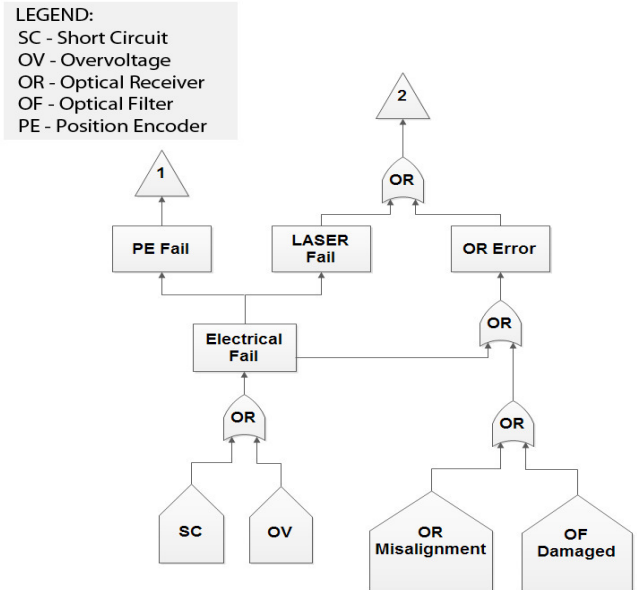 LEGEND:
SC - Short Circuit
OV - Overvoltage
OR - Optical Receiver
OF - Optical Filter
PE - Position Encoder
2
1
OR
PE Fail
LASER
Fail
OR Error
OR
Electrical
Fail
OR
OR
SC
OV
OR
Misalignment
OF
Damaged